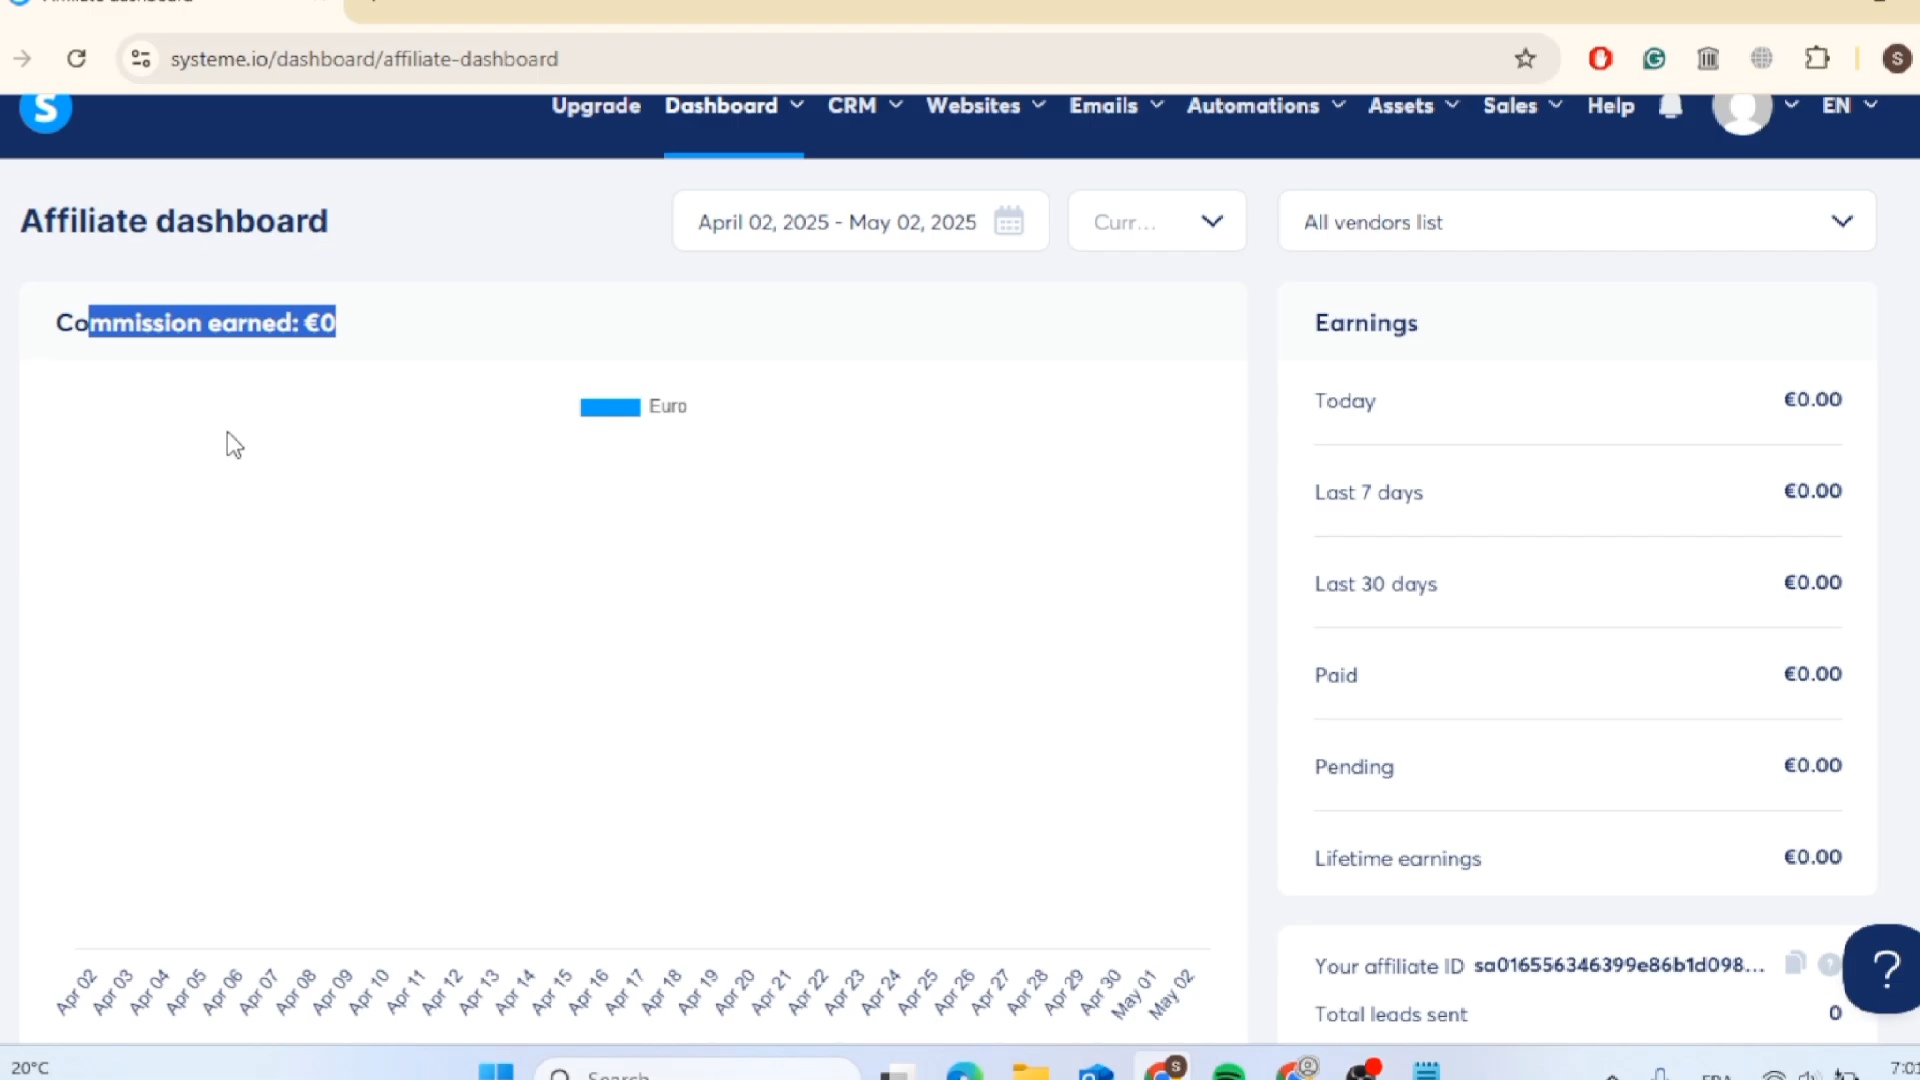 systeme.io/dashboard/affiliate-dashboard
S
S
Upgrade Dashboard CRM Websites Emails Automations Assets Sales Help EN
Affiliate dashboard
April 02, 2025 - May 02, 2025
Curr...
All vendors list
Commission earned: €0
Euro
Earnings
Today €0.00
Last 7 days €0.00
Last 30 days €0.00
Paid €0.00
Pending €0.00
Lifetime earnings €0.00
Apr 02 Apr 03 Apr 04 Apr 05 Apr 06 Apr 07 Apr 08 Apr 09 Apr 10 Apr 11 Apr 12 Apr 13 Apr 14 Apr 15 Apr 16 Apr 17 Apr 18 Apr 19 Apr 20 Apr 21 Apr 22 Apr 23 Apr 24 Apr 25 Apr 26 Apr 27 Apr 28 Apr 29 Apr 30 May 01 May 02
Your affiliate ID sa016556346399e86b1d098...
?
?
Total leads sent 0
20°C
Search
S